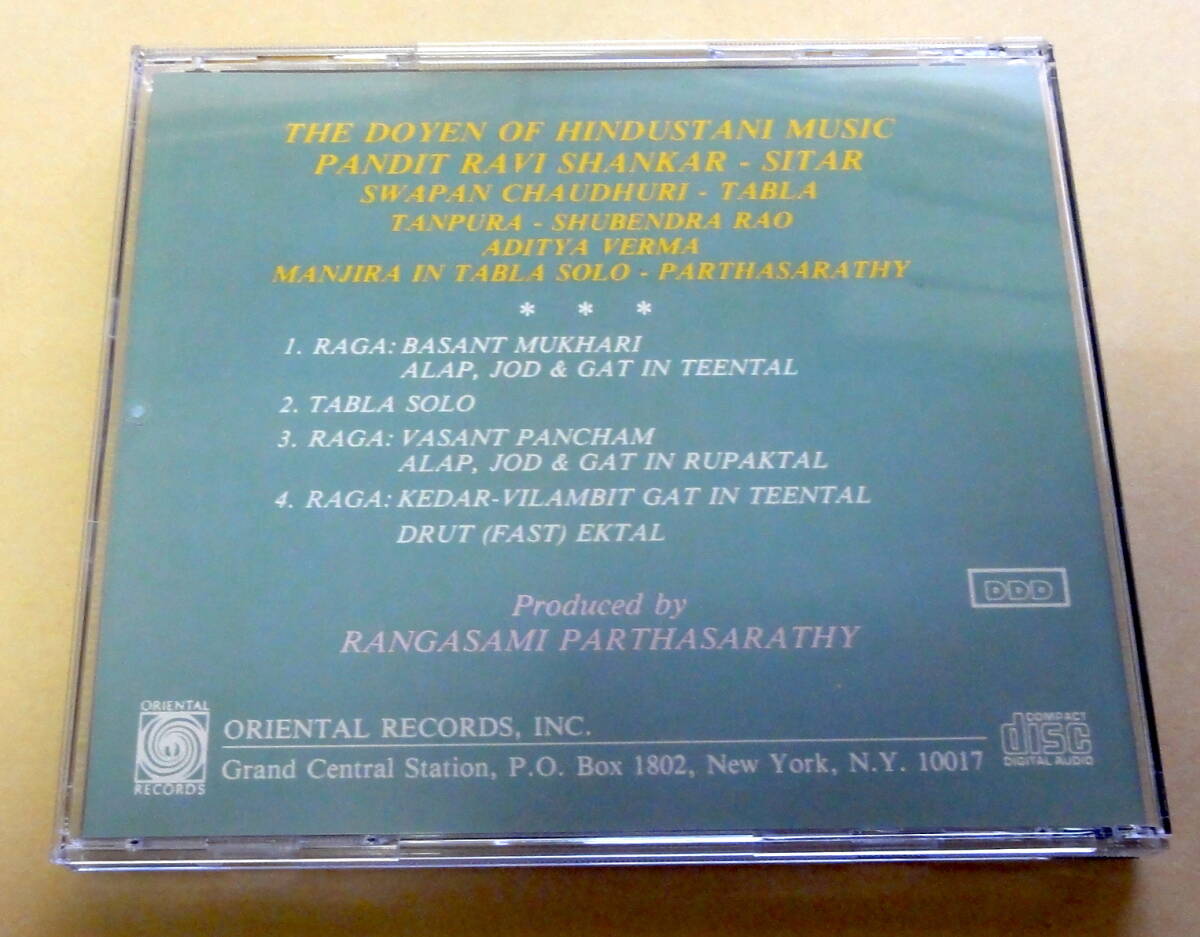 THE DOYEN OF HINDUSTANI MUSIC
PANDIT RAVI SHANKAR - SITAR
SWAPAN CHAUDHURI - TABLA
TANPURA - SHUBENDRA RAO
ADITYA VERMA
MANJIRA IN TABLA SOLO - PARTHASARATHY
* * *
1. RAGA: BASANT MUKHARI
ALAP, JOD & GAT IN TEENTAL
2. TABLA SOLO
3. RAGA: VASANT PANCHAM
ALAP, JOD & GAT IN RUPAKTAL
4. RAGA: KEDAR-VILAMBIT GAT IN TEENTAL
DRUT (FAST) EKTAL
DDD
Produced by
RANGASAMI PARTHASARATHY
ORIENTAL
RECORDS
ORIENTAL RECORDS, INC.
Grand Central Station, P.O. Box 1802, New York, N.Y. 10017
COMPACT
disc
DIGITAL AUDIO